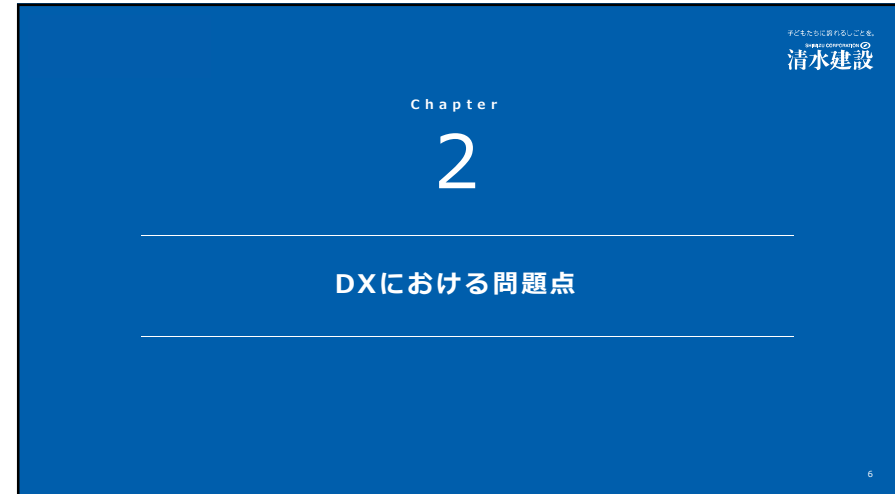 子どもたちに誇れるしごとを。
SHIMIZU CORPORATION
清水建設
Chapter
2
DXにおける問題点
6